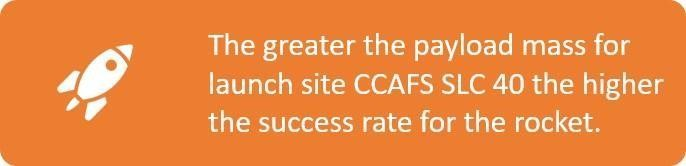 The greater the payload mass for
launch site CCAFS SLC 40 the higher
the success rate for the rocket.